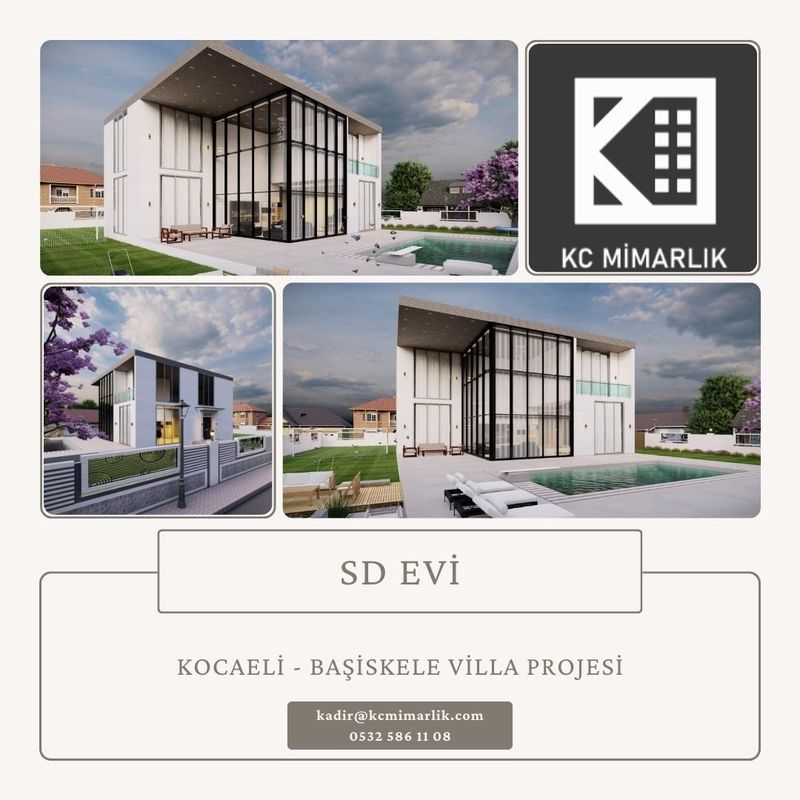 KC MİMARLIK
SD EVİ
KOCAELİ - BAŞİSKELE VİLLA PROJESİ
kadir@kcmimarlik.com
0532 586 11 08